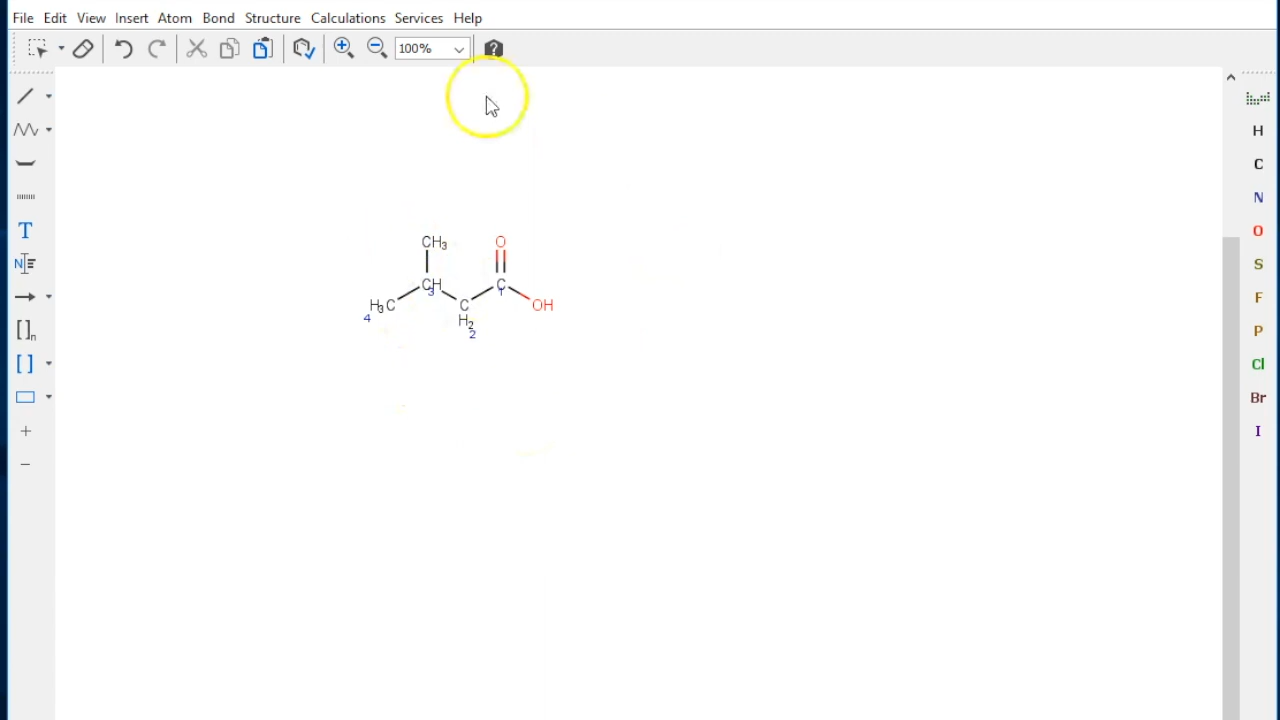 File Edit View Insert Atom Bond Structure Calculations Services Help
100% ?
H
C
N
O
S
F
P
Cl
Br
I
T
N
[ ]n
[ ]
+
−
CH3 O
CH 3 C 1
H3C 4 C H2 2 OH